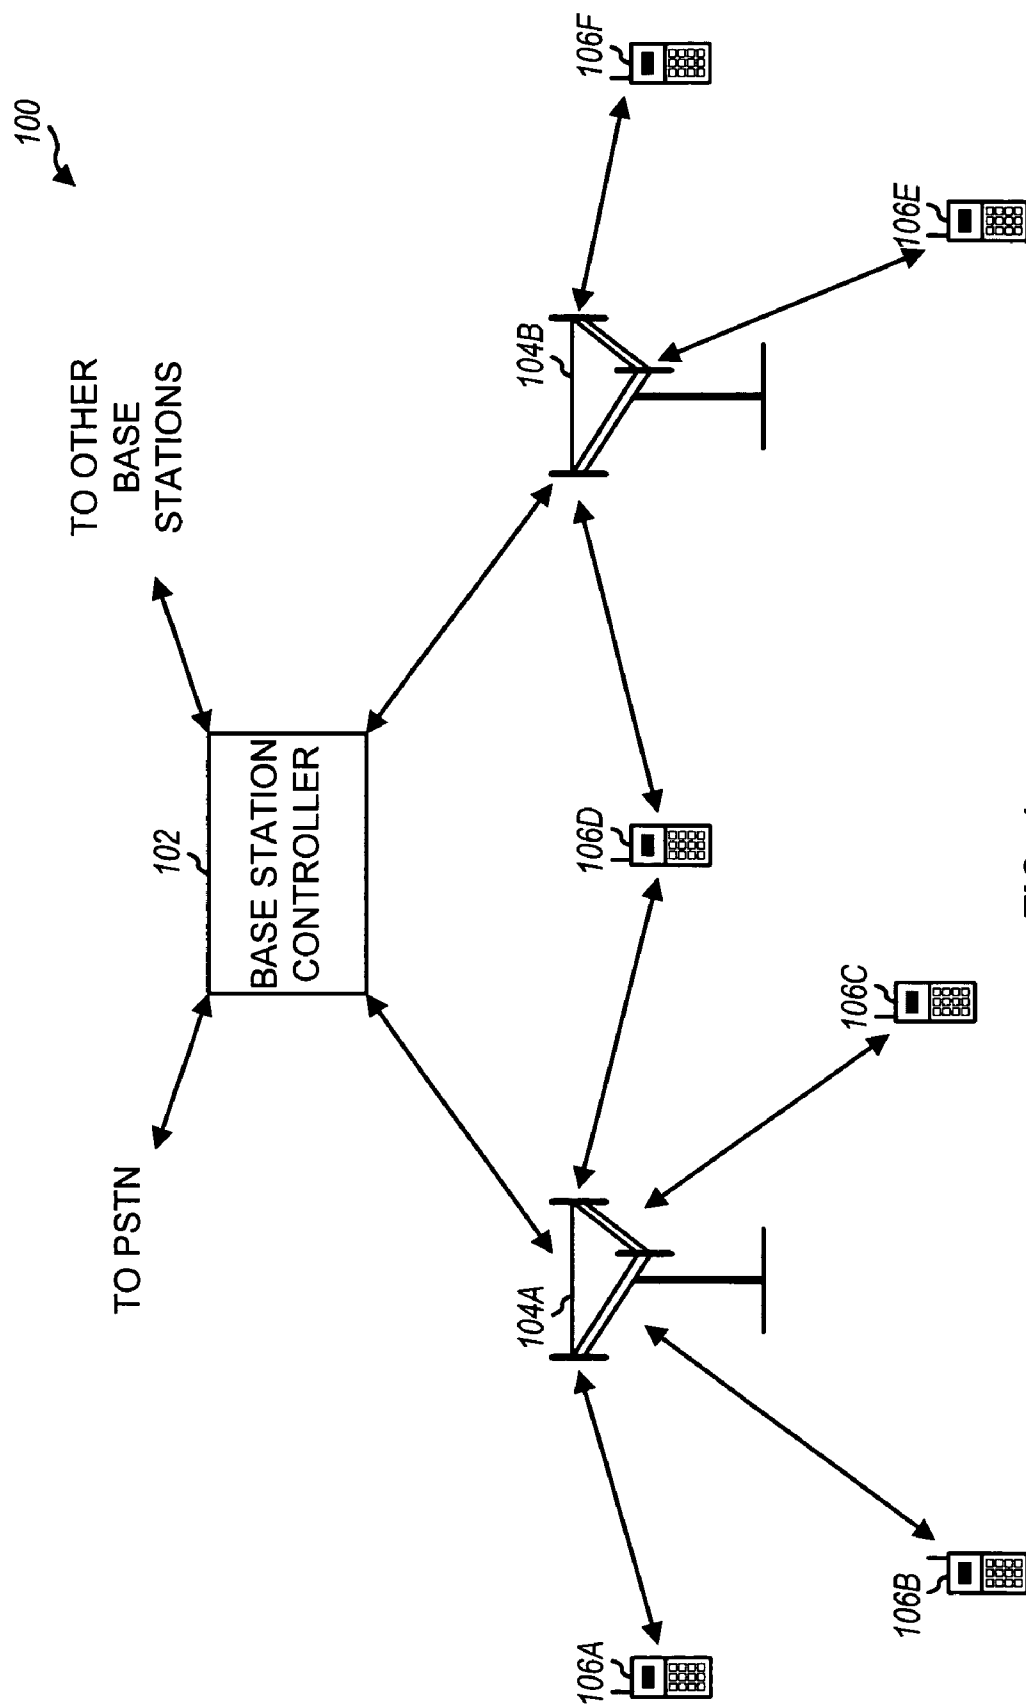 100
TO PSTN
TO OTHER
BASE
STATIONS
102
BASE STATION
CONTROLLER
104A
104B
106A
106D
106F
106C
106B
106E